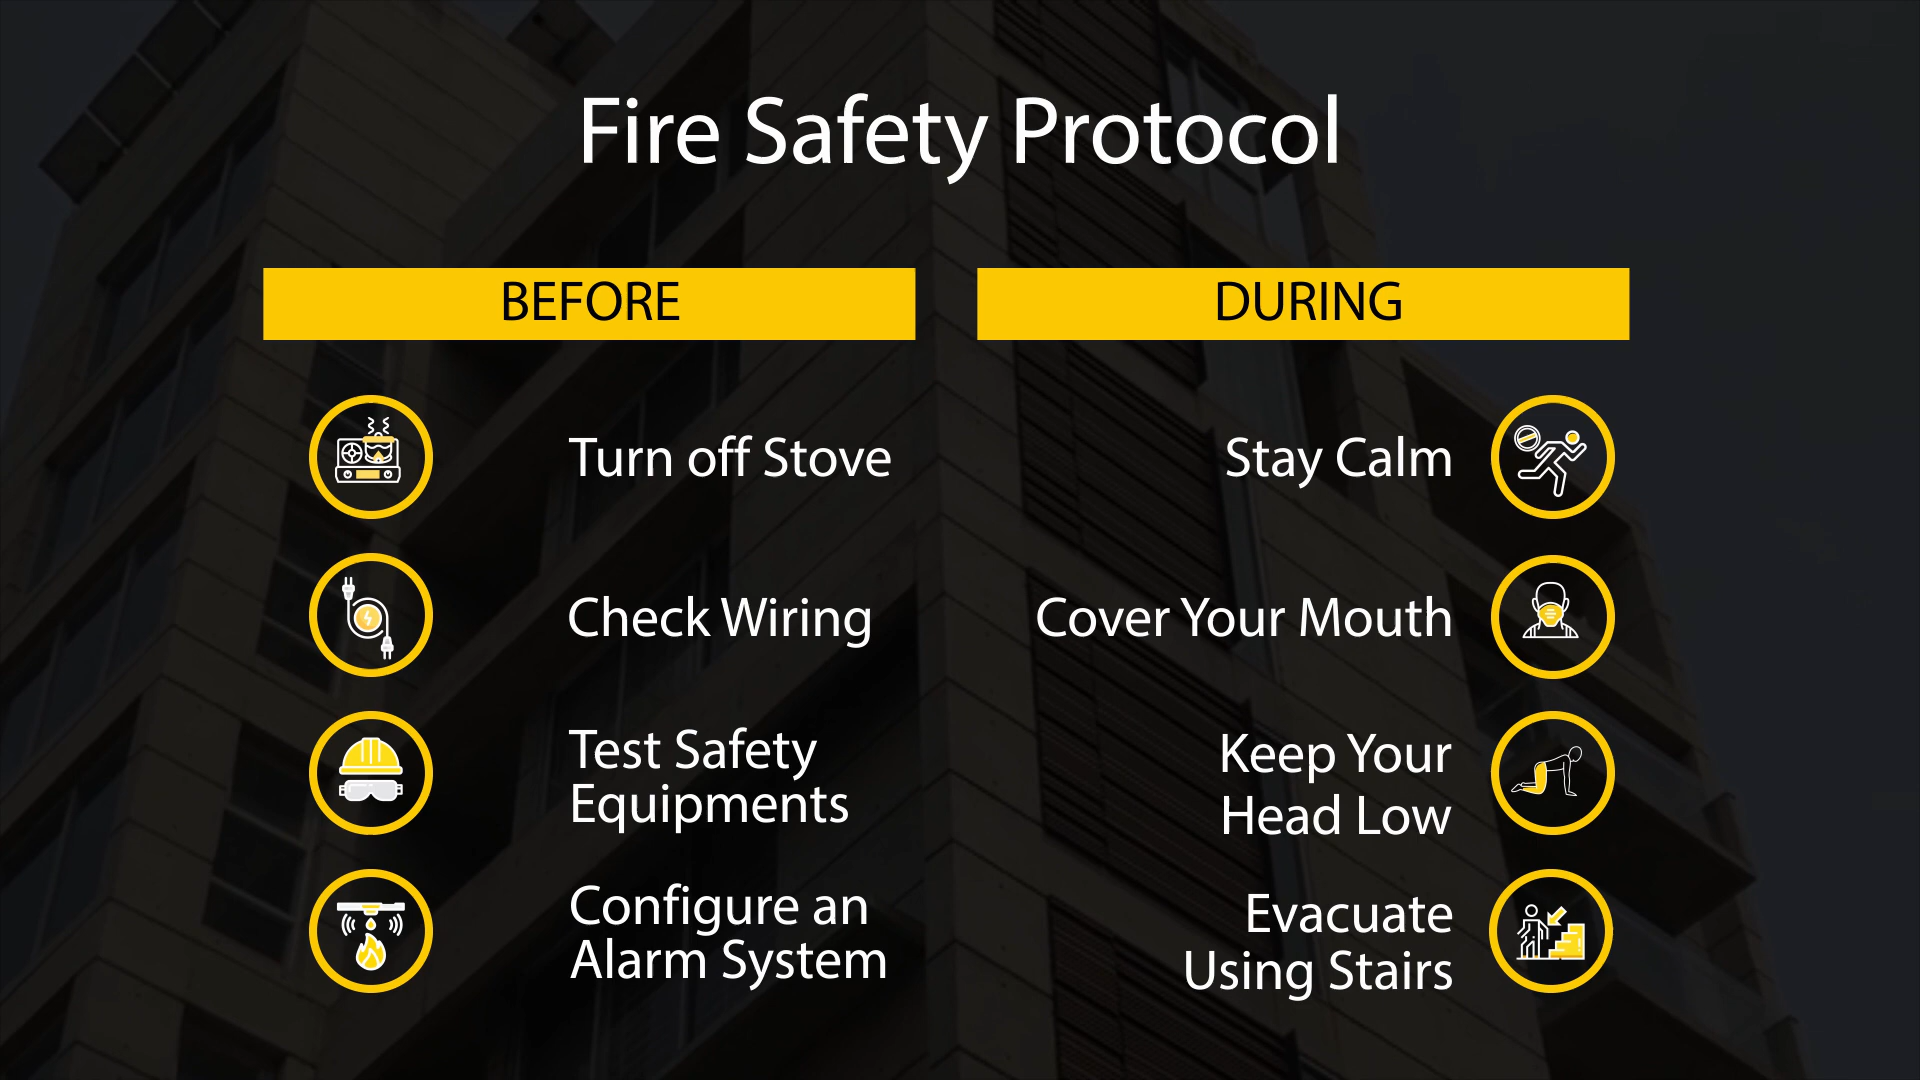 Fire Safety Protocol
BEFORE
Turn off Stove
Check Wiring
Test Safety
Equipments
Configure an
Alarm System
DURING
Stay Calm
Cover Your Mouth
Keep Your
Head Low
Evacuate
Using Stairs